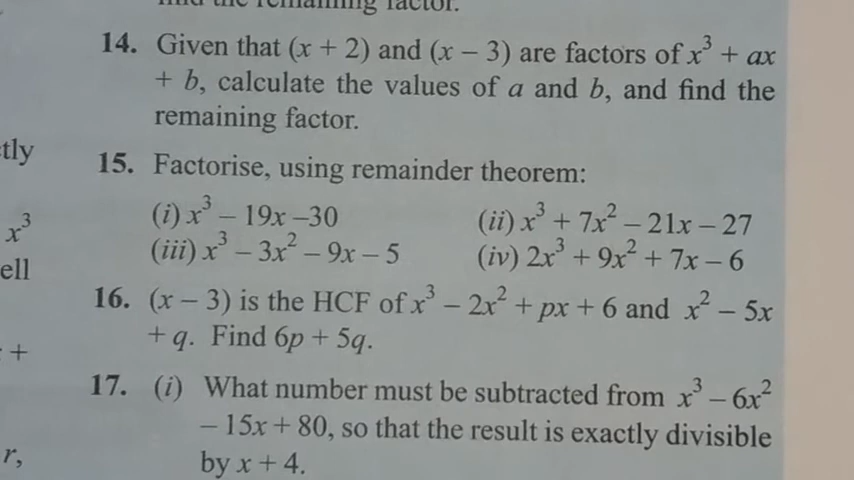 find the remaining factor.
14. Given that (x + 2) and (x – 3) are factors of x³ + ax
+ b, calculate the values of a and b, and find the
remaining factor.
tly
15. Factorise, using remainder theorem:
(i) x³ – 19x –30 (ii) x³ + 7x² – 21x – 27
x³
(iii) x³ – 3x² – 9x – 5 (iv) 2x³ + 9x² + 7x – 6
ell
16. (x – 3) is the HCF of x³ – 2x² + px + 6 and x² – 5x
+ q. Find 6p + 5q.
+
17. (i) What number must be subtracted from x³ – 6x²
– 15x + 80, so that the result is exactly divisible
r,
by x + 4.